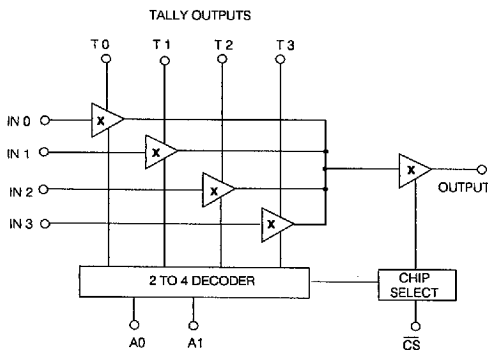 TALLY OUTPUTS
T 0 T 1 T 2 T 3
IN 0 X
IN 1 X
IN 2 X X
OUTPUT
IN 3 X
2 TO 4 DECODER
CHIP
SELECT
A0 A1 C̅S̅